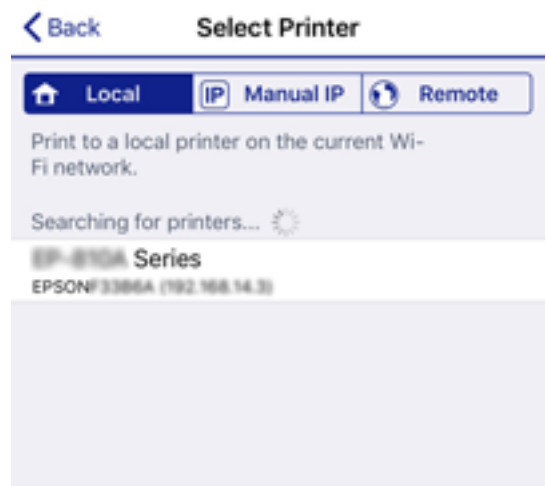 Back
Select Printer
Local
IP
Manual IP
Remote
Print to a local printer on the current Wi-
Fi network.
Searching for printers...
Series
EPSON